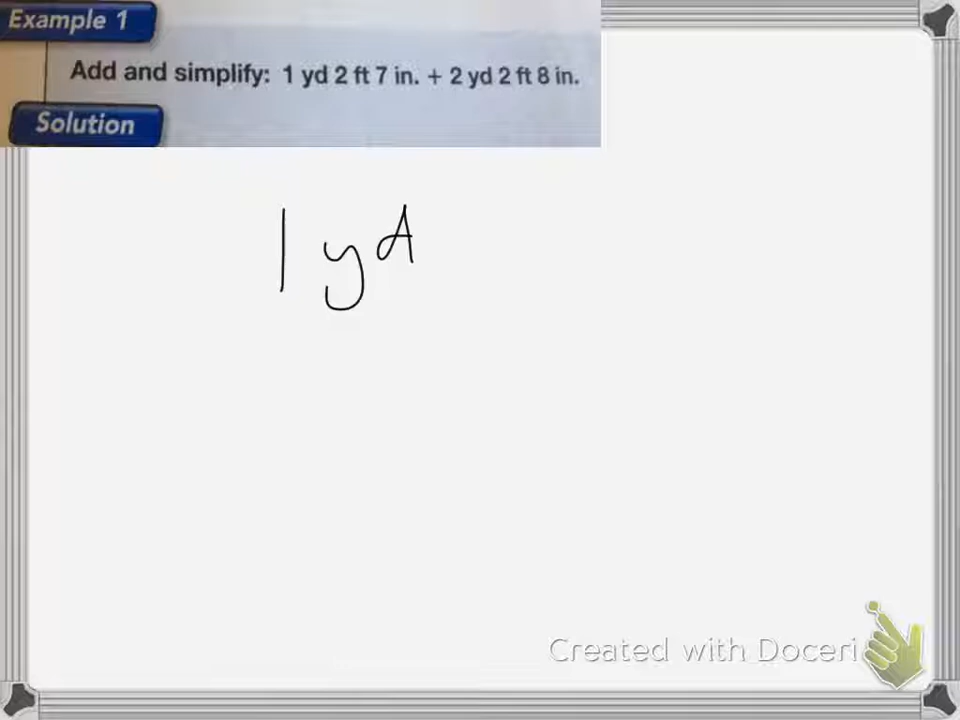 Example 1
Add and simplify: 1 yd 2 ft 7 in. + 2 yd 2 ft 8 in.
Solution
1 yd
Created with Doceri